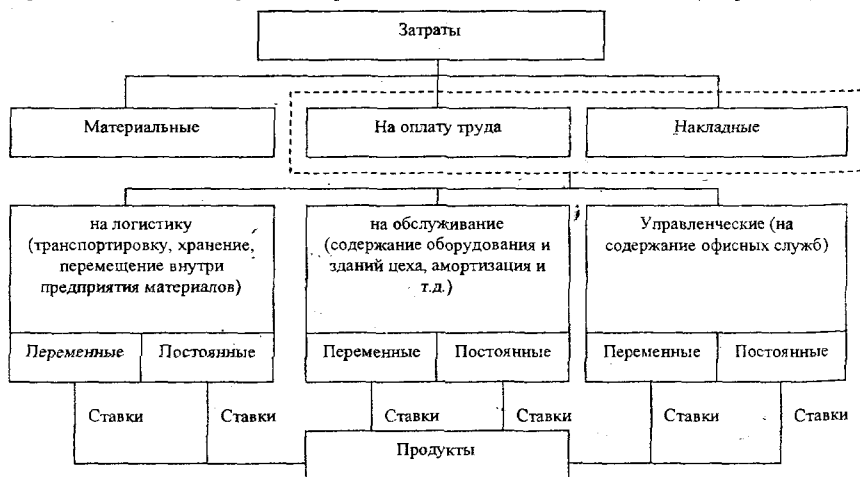 Затраты
Материальные
На оплату труда
Накладные
на логистику
(транспортировку, хранение,
перемещение внутри
предприятия материалов)
на обслуживание
(содержание оборудования и
зданий цеха, амортизация и
т.д.)
Управленческие (на
содержание офисных служб)
Переменные
Постоянные
Переменные
Постоянные
Переменные
Постоянные
Ставки
Ставки
Ставки
Ставки
Ставки
Ставки
Продукты